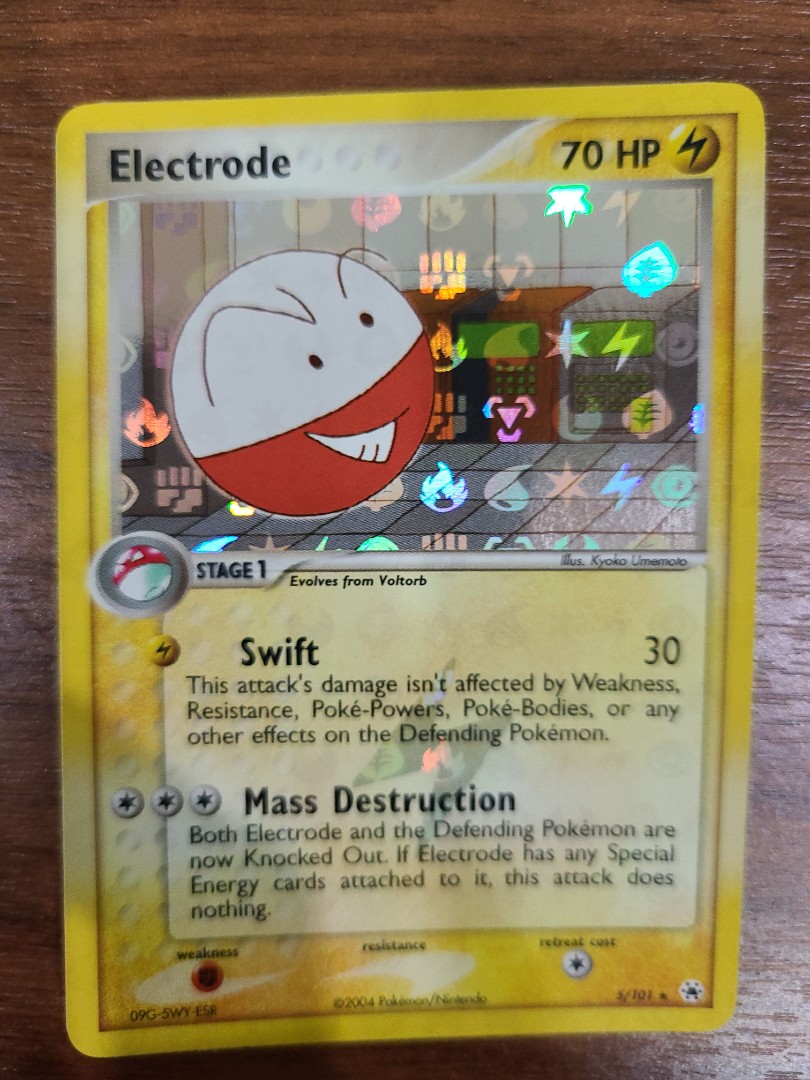 Electrode 70 HP
Illus. Kyoko Umemoto
STAGE 1
Evolves from Voltorb
Swift 30
This attack's damage isn't affected by Weakness,
Resistance, Poké-Powers, Poké-Bodies, or any
other effects on the Defending Pokémon.
Mass Destruction
Both Electrode and the Defending Pokémon are
now Knocked Out. If Electrode has any Special
Energy cards attached to it, this attack does
nothing.
weakness resistance retreat cost
09G-5WY-ESR ©2004 Pokémon/Nintendo 5/101 ★